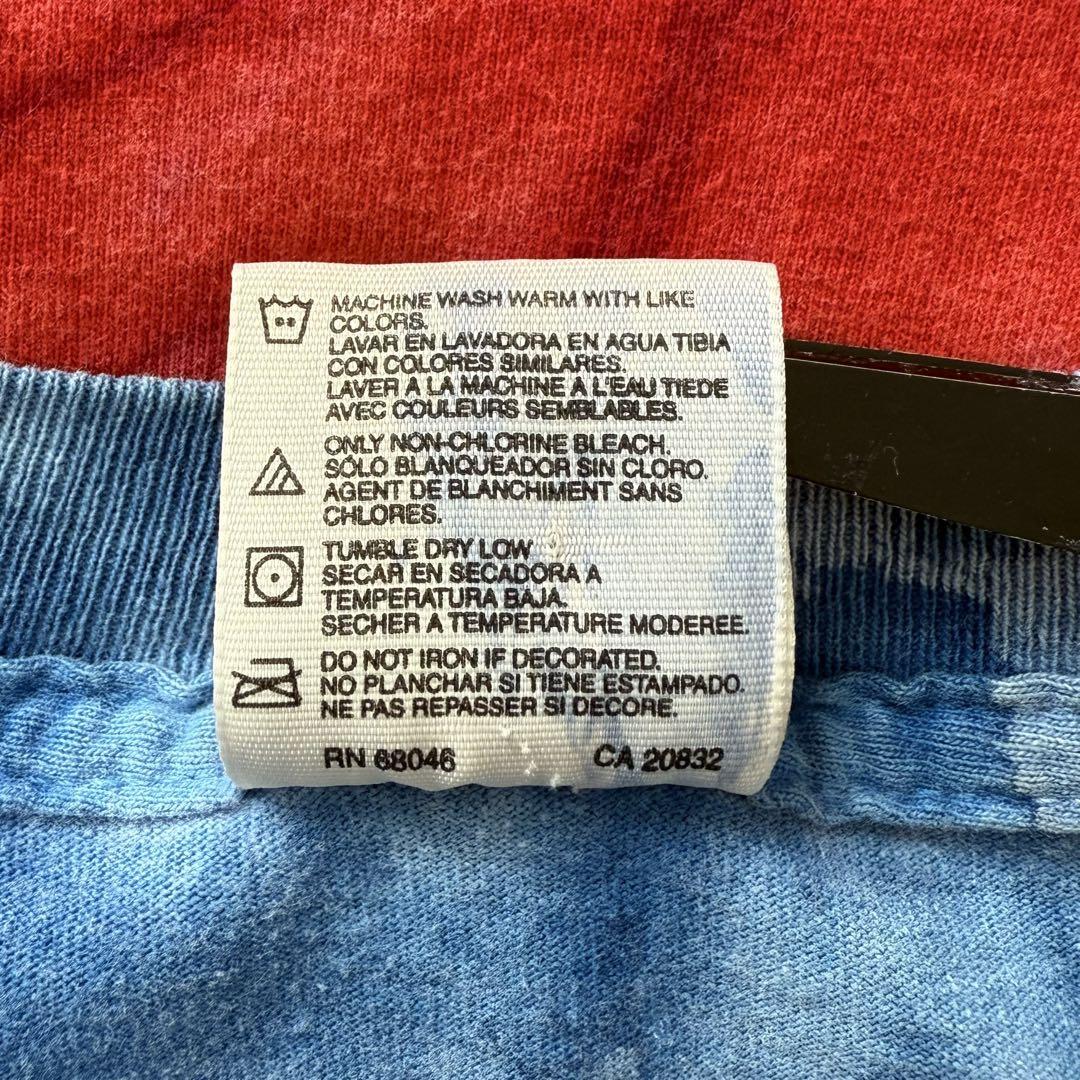 MACHINE WASH WARM WITH LIKE
COLORS.
LAVAR EN LAVADORA EN AGUA TIBIA
CON COLORES SIMILARES.
LAVER A LA MACHINE A L'EAU TIEDE
AVEC COULEURS SEMBLABLES.
ONLY NON-CHLORINE BLEACH.
SÓLO BLANQUEADOR SIN CLORO.
AGENT DE BLANCHIMENT SANS
CHLORES.
TUMBLE DRY LOW
SECAR EN SECADORA A
TEMPERATURA BAJA.
SECHER A TEMPERATURE MODEREE.
DO NOT IRON IF DECORATED.
NO PLANCHAR SI TIENE ESTAMPADO.
NE PAS REPASSER SI DECORE.
RN 68046 CA 20832